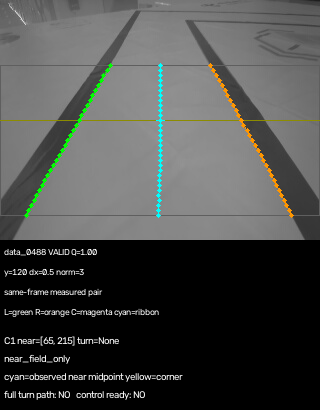 data_0488 VALID Q=1.00
y=120 dx=0.5 norm=3
same-frame measured pair
L=green R=orange C=magenta cyan=ribbon
C1 near=[65, 215] turn=None
near_field_only
cyan=observed near midpoint yellow=corner
full turn path: NO control ready: NO